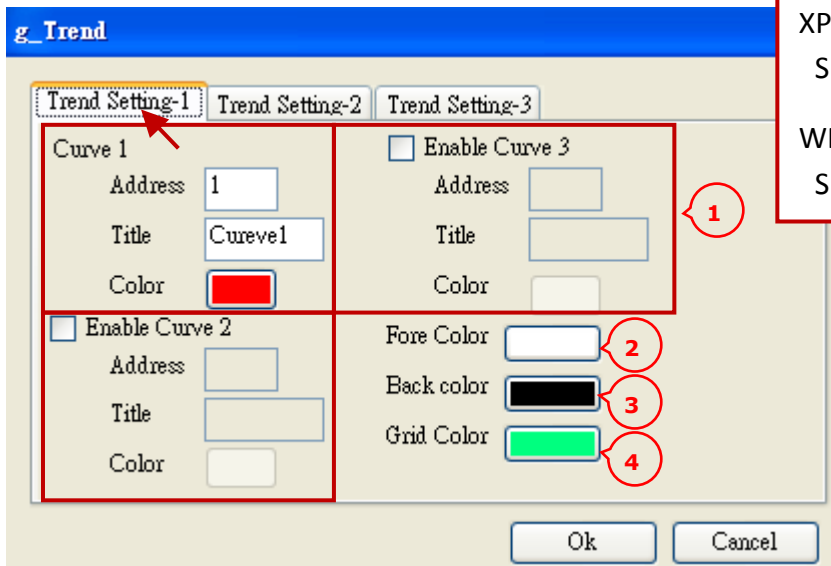 g_Trend
XP
S
WI
S
Trend Setting-1 Trend Setting-2 Trend Setting-3
Curve 1
Address 1
Title Cureve1
Color
Enable Curve 3
Address
Title
Color
1
Enable Curve 2
Address
Title
Color
Fore Color 2
Back color 3
Grid Color 4
Ok Cancel